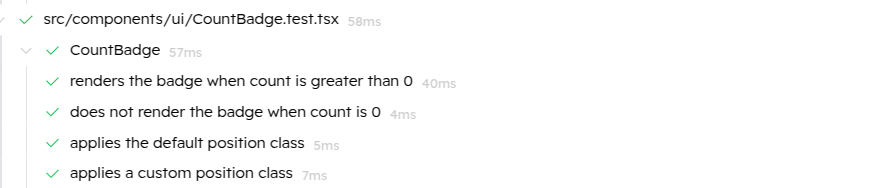 src/components/ui/CountBadge.test.tsx 58ms
CountBadge 57ms
renders the badge when count is greater than 0 40ms
does not render the badge when count is 0 4ms
applies the default position class 5ms
applies a custom position class 7ms